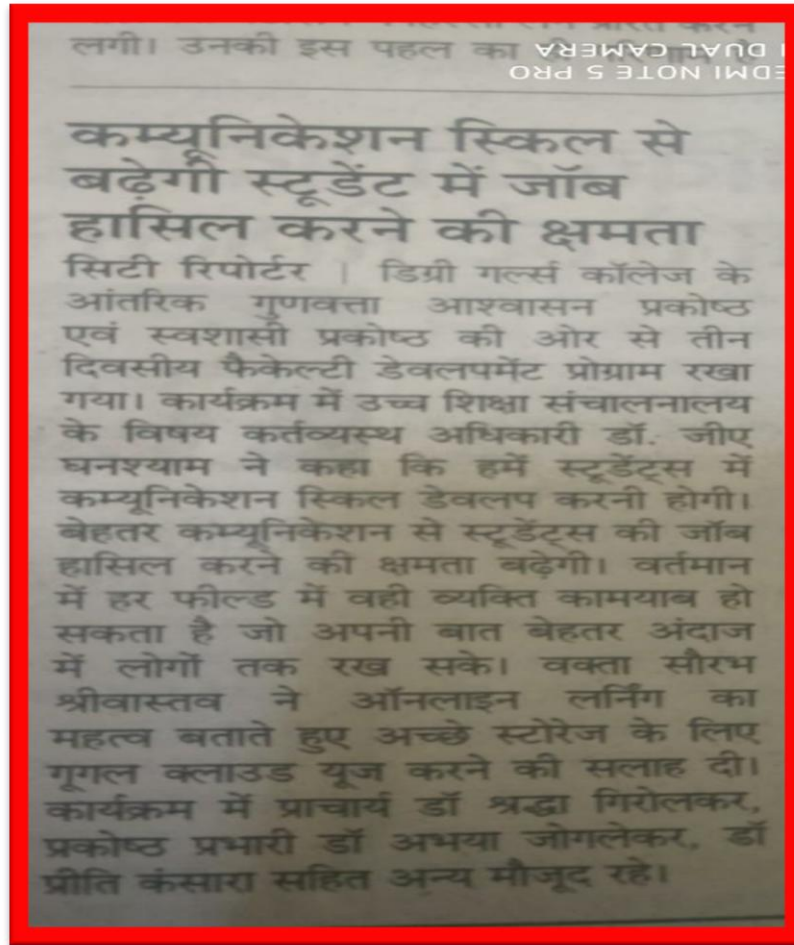 लगी। उनकी इस पहल का
REDMI NOTE 5 PRO
MI DUAL CAMERA
कम्यूनिकेशन स्किल से
बढ़ेगी स्टूडेंट में जॉब
हासिल करने की क्षमता
सिटी रिपोर्टर | डिग्री गर्ल्स कॉलेज के
आंतरिक गुणवत्ता आश्वासन प्रकोष्ठ
एवं स्वशासी प्रकोष्ठ की ओर से तीन
दिवसीय फैकेल्टी डेवलपमेंट प्रोग्राम रखा
गया। कार्यक्रम में उच्च शिक्षा संचालनालय
के विषय कर्तव्यस्थ अधिकारी डॉ. जीए
घनश्याम ने कहा कि हमें स्टूडेंट्स में
कम्यूनिकेशन स्किल डेवलप करनी होगी।
बेहतर कम्यूनिकेशन से स्टूडेंट्स की जॉब
हासिल करने की क्षमता बढ़ेगी। वर्तमान
में हर फील्ड में वही व्यक्ति कामयाब हो
सकता है जो अपनी बात बेहतर अंदाज
में लोगों तक रख सके। वक्ता सौरभ
श्रीवास्तव ने ऑनलाइन लर्निंग का
महत्व बताते हुए अच्छे स्टोरेज के लिए
गूगल क्लाउड यूज करने की सलाह दी।
कार्यक्रम में प्राचार्य डॉ श्रद्धा गिरोलकर,
प्रकोष्ठ प्रभारी डॉ अभया जोगलेकर, डॉ
प्रीति कंसारा सहित अन्य मौजूद रहे।